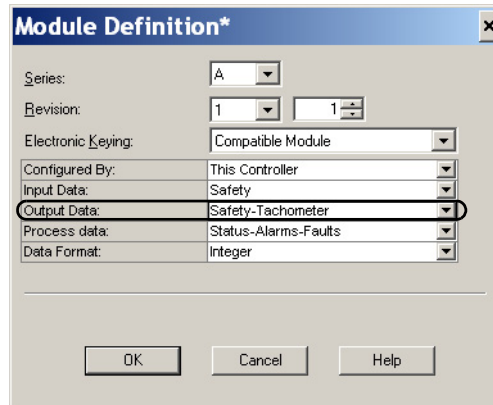 Module Definition*
Series: A
Revision: 1 1
Electronic Keying: Compatible Module
Configured By: This Controller
Input Data: Safety
Output Data: Safety-Tachometer
Process data: Status-Alarms-Faults
Data Format: Integer
OK Cancel Help